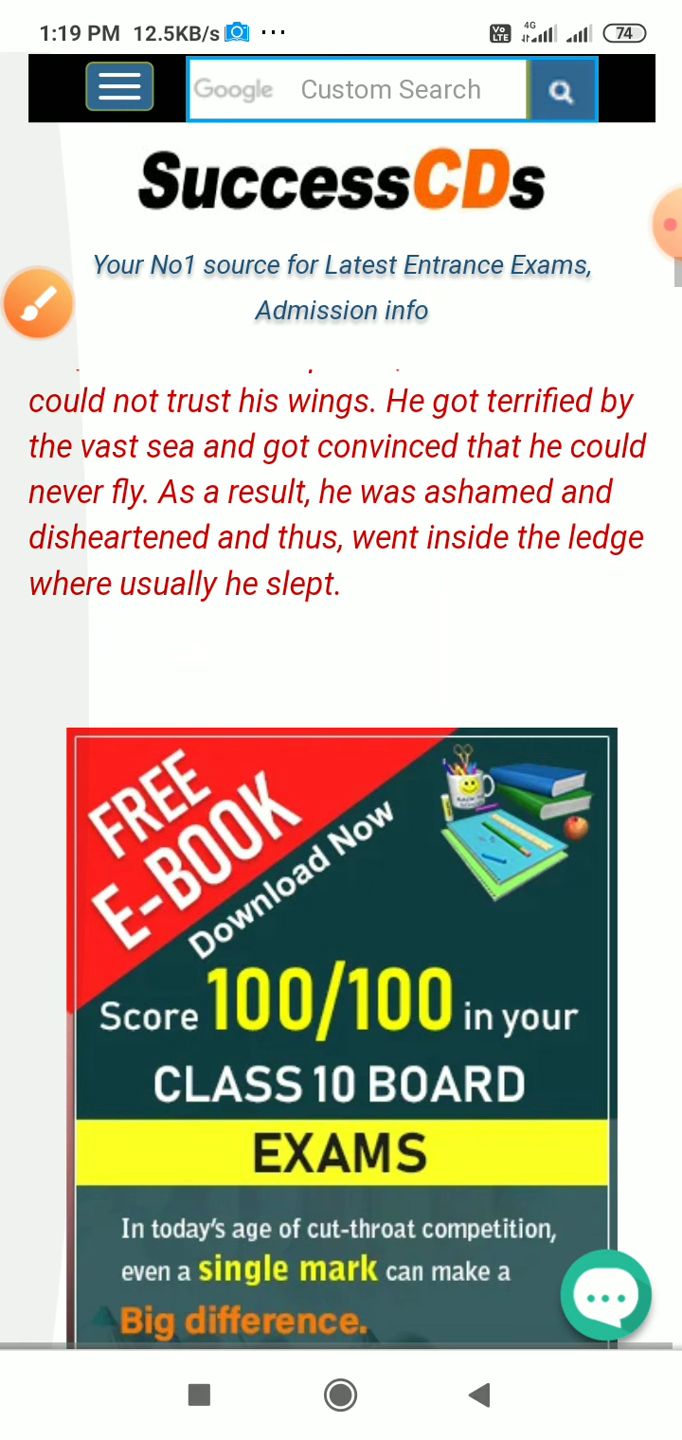 1:19 PM 12.5KB/s ...
Vo LTE 4G 74
Google Custom Search
SuccessCDs
Your No1 source for Latest Entrance Exams,
Admission info
could not trust his wings. He got terrified by
the vast sea and got convinced that he could
never fly. As a result, he was ashamed and
disheartened and thus, went inside the ledge
where usually he slept.
FREE
E-BOOK
Download Now
Score 100/100 in your
CLASS 10 BOARD
EXAMS
In today's age of cut-throat competition,
even a single mark can make a
Big difference.